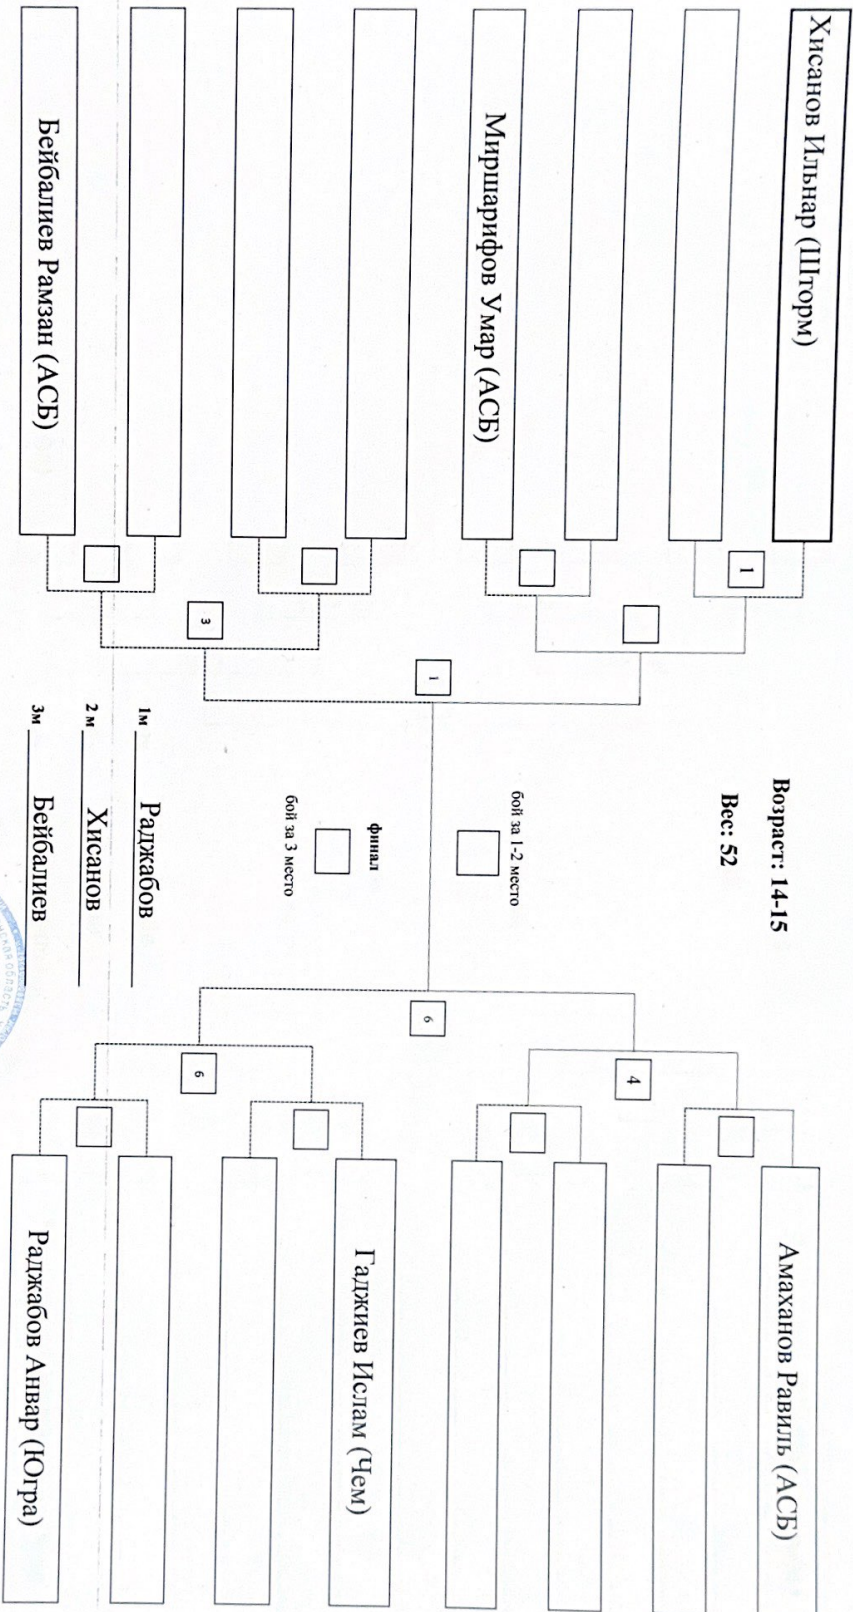 Хисанов Ильнар (Шторм)
Миршарифов Умар (АСБ)
Бейбалиев Рамзан (АСБ)
1
3
1
Возраст: 14-15
Вес: 52
бой за 1-2 место
финал
бой за 3 место
1м Раджабов
2 м Хисанов
3м Бейбалиев
6
4
6
Амаханов Равиль (АСБ)
Гаджиев Ислам (Чем)
Раджабов Анвар (Югра)